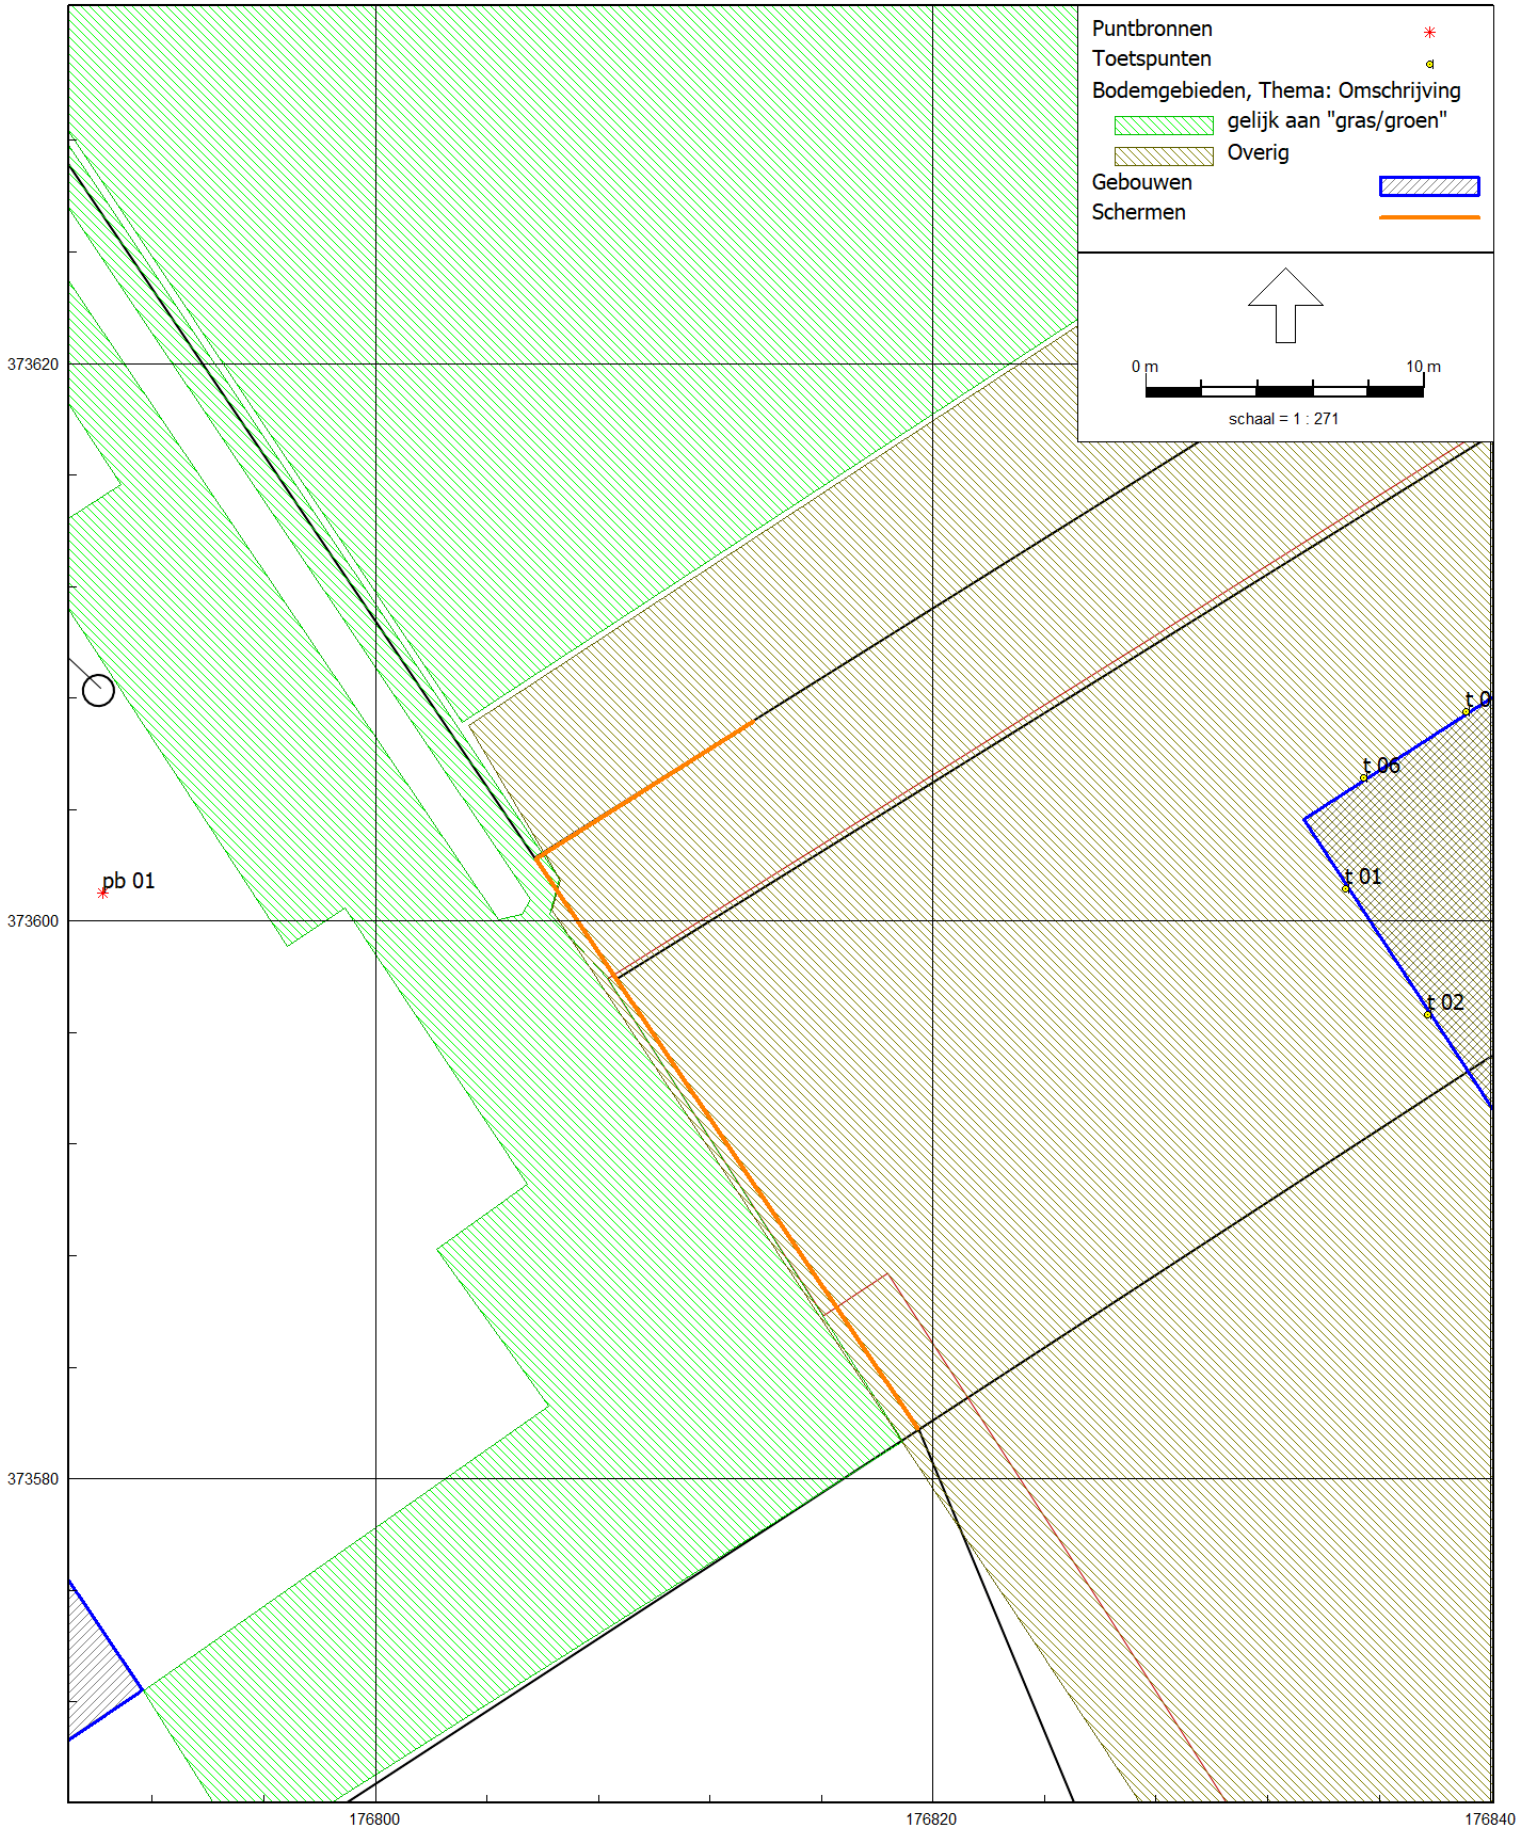 Puntbronnen
Toetspunten
Bodemgebieden, Thema: Omschrijving
gelijk aan "gras/groen"
Overig
Gebouwen
Schermen
0 m 10 m
schaal = 1 : 271
373620
t 0
t 06
pb 01
t 01
373600
t 02
373580
176800 176820 176840